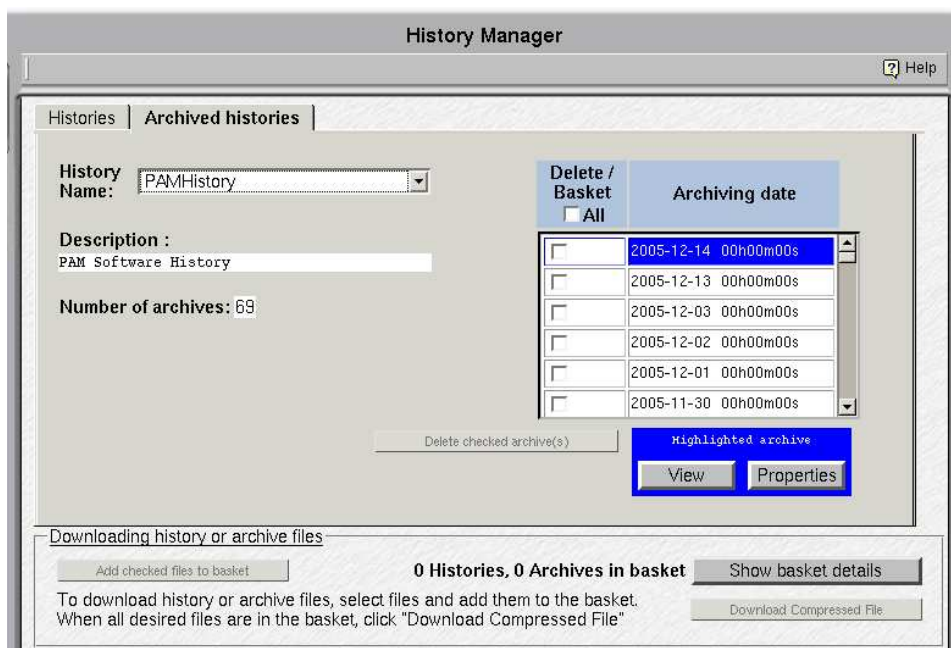 History Manager
Help
Histories
Archived histories
History Name:
PAMHistory
Description :
PAM Software History
Number of archives: 69
Delete / Basket
All
Archiving date
2005-12-14 00h00m00s
2005-12-13 00h00m00s
2005-12-03 00h00m00s
2005-12-02 00h00m00s
2005-12-01 00h00m00s
2005-11-30 00h00m00s
Delete checked archive(s)
Highlighted archive
View
Properties
Downloading history or archive files
Add checked files to basket
0 Histories, 0 Archives in basket
Show basket details
To download history or archive files, select files and add them to the basket.
When all desired files are in the basket, click "Download Compressed File"
Download Compressed File